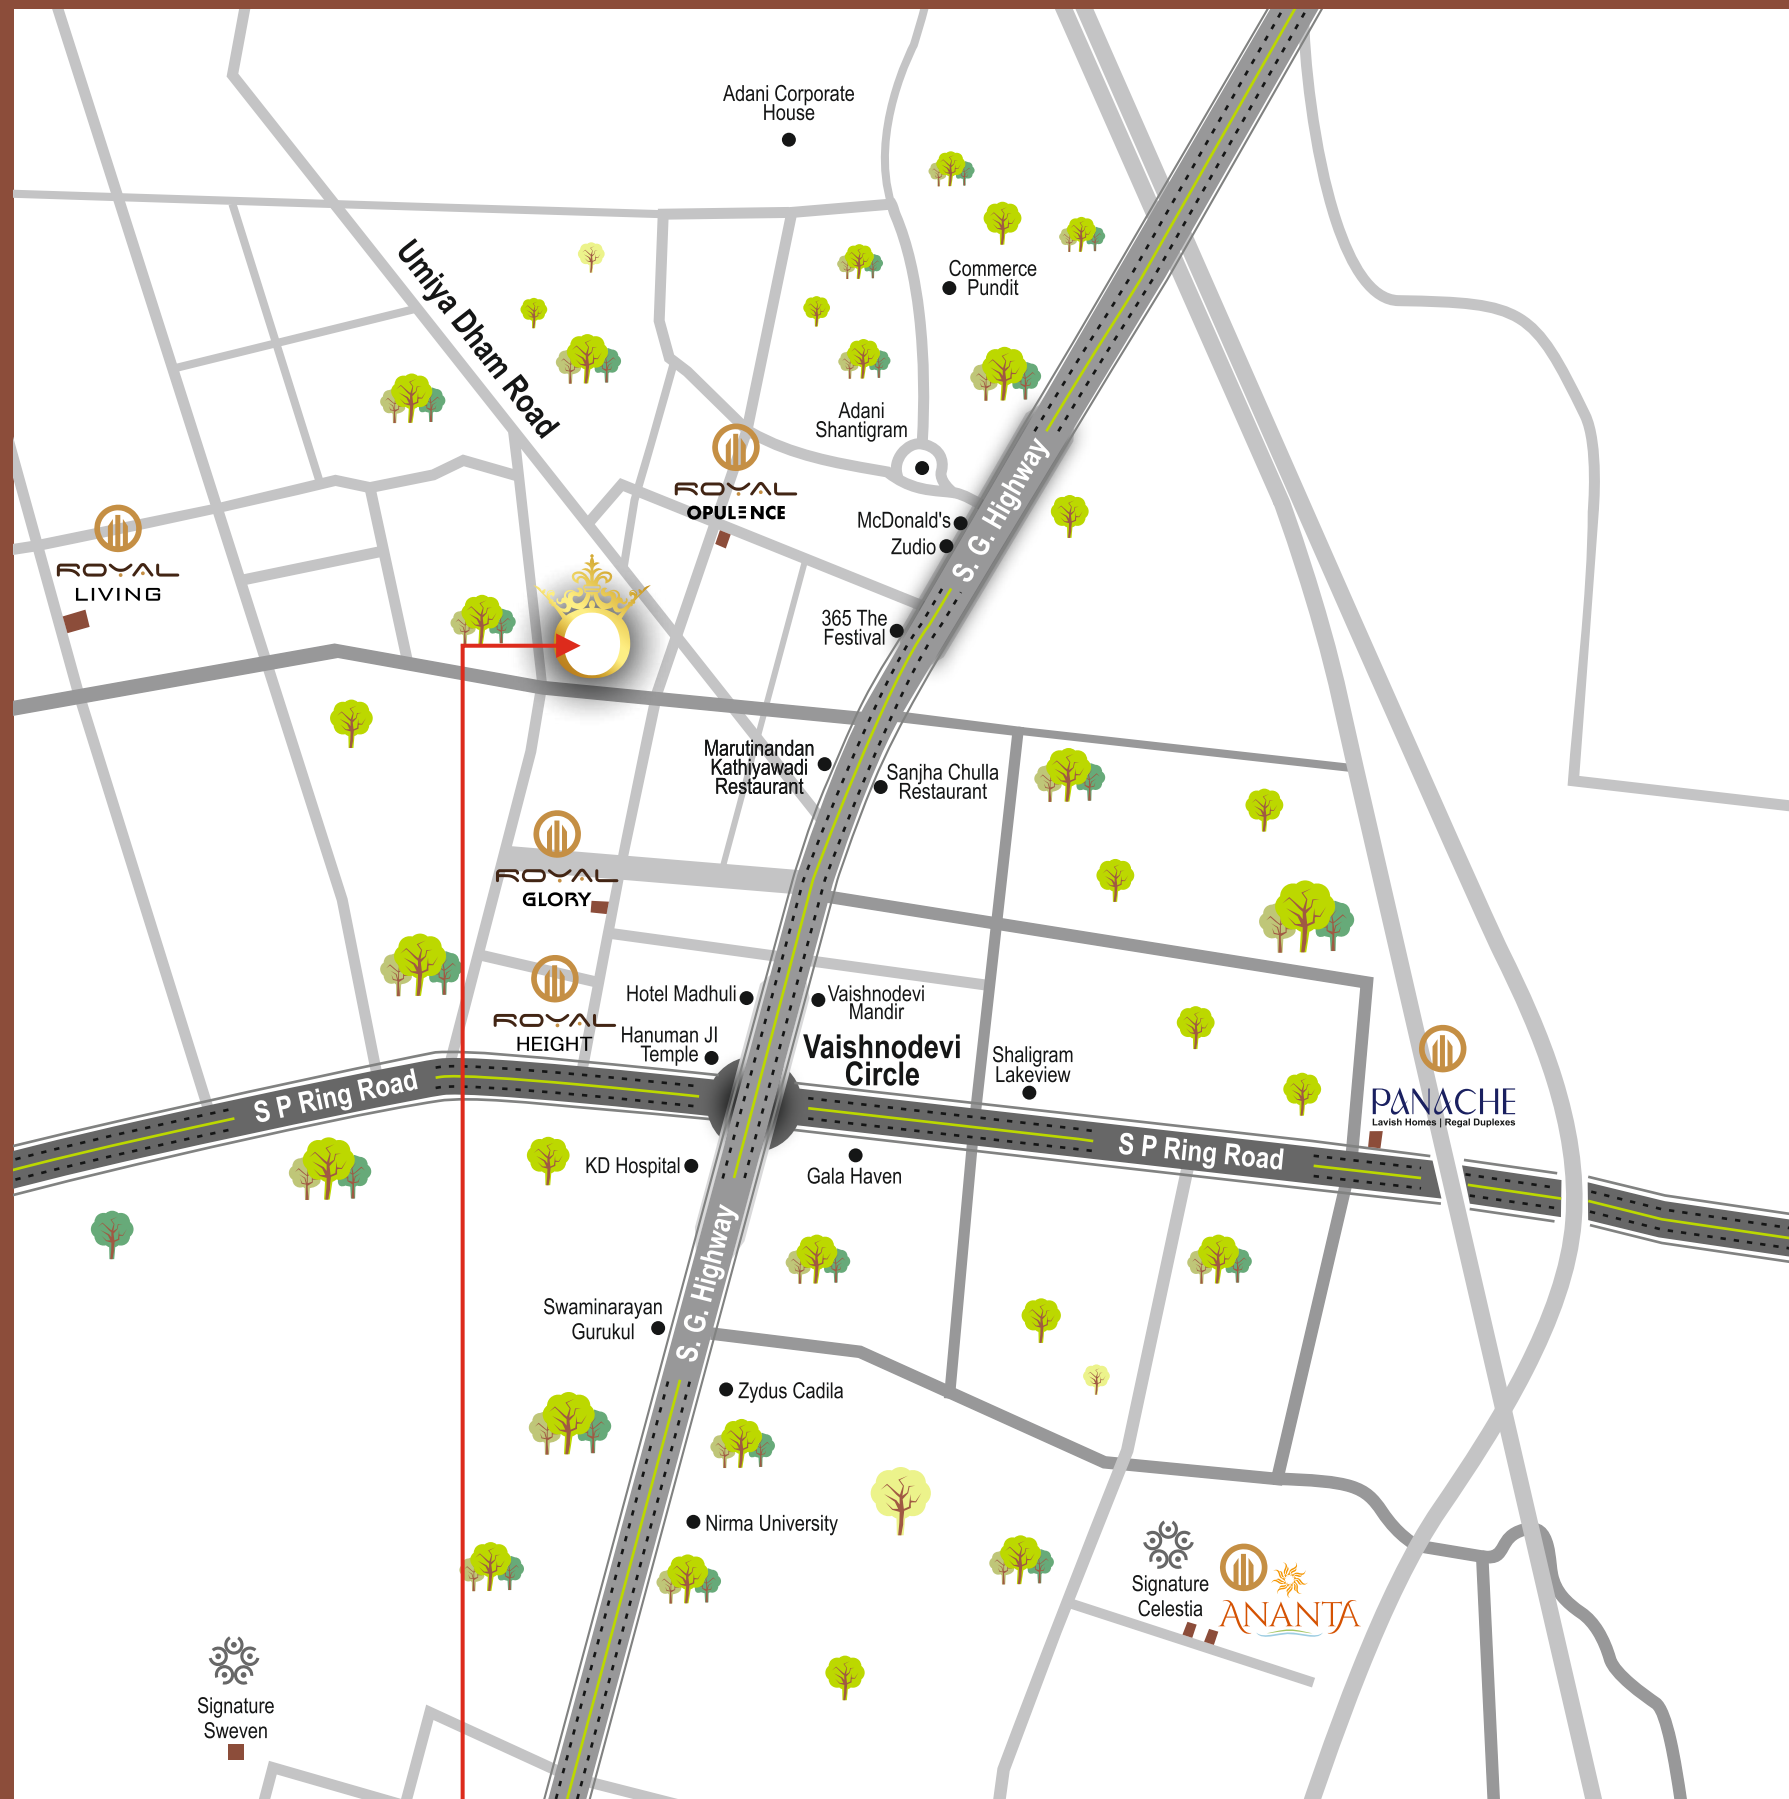 Adani Corporate
House
Umiya Dham Road
Commerce
Pundit
Adani
Shantigram
S. G. Highway
ROYAL
OPULENCE
McDonald's
Zudio
ROYAL
LIVING
365 The
Festival
Marutinandan
Kathiyawadi
Restaurant
Sanjha Chulla
Restaurant
ROYAL
GLORY
Hotel Madhuli
Vaishnodevi
Mandir
ROYAL
HEIGHT
Hanuman JI
Temple
Vaishnodevi
Circle
Shaligram
Lakeview
S P Ring Road
PANACHE
Lavish Homes | Regal Duplexes
S P Ring Road
KD Hospital
Gala Haven
S. G. Highway
Swaminarayan
Gurukul
Zydus Cadila
Nirma University
Signature
Celestia
ANANTA
Signature
Sweven